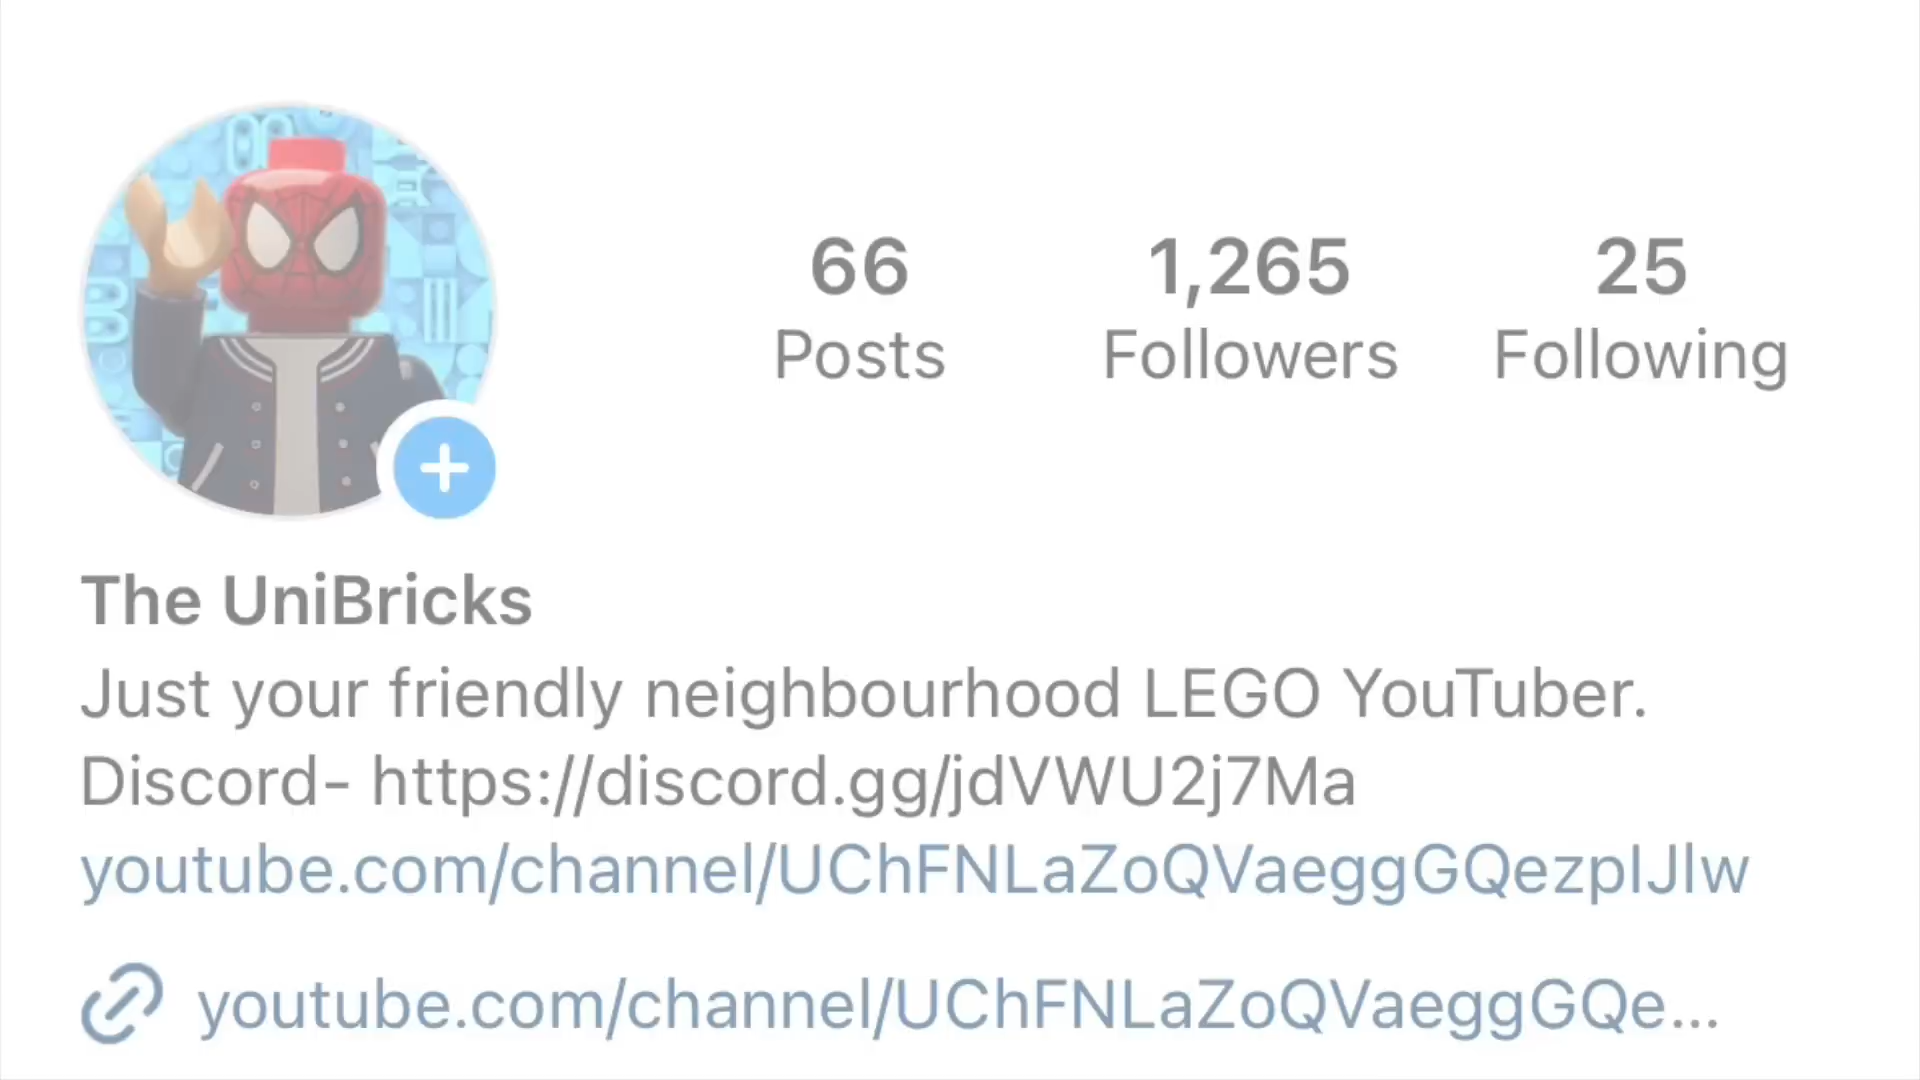 66 1,265 25
Posts Followers Following
The UniBricks
Just your friendly neighbourhood LEGO YouTuber.
Discord- https://discord.gg/jdVWU2j7Ma
youtube.com/channel/UChFNLaZoQVaeggGQezpIJlw
youtube.com/channel/UChFNLaZoQVaeggGQe...